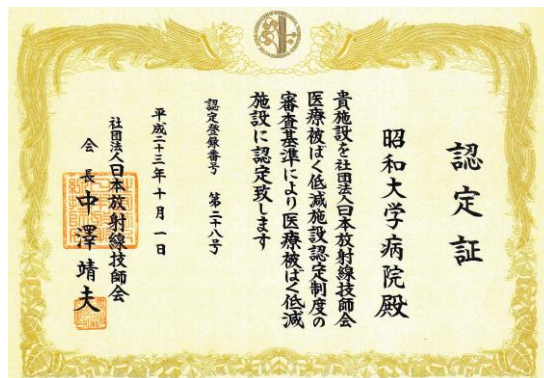 認定証
昭和大学病院殿
貴施設を社団法人日本放射線技師会
医療被ばく低減施設認定制度の
審査基準により医療被ばく低減
施設に認定致します
認定登録番号 第二十八号
平成二十三年十月一日
社団法人日本放射線技師会
会長 中澤靖夫